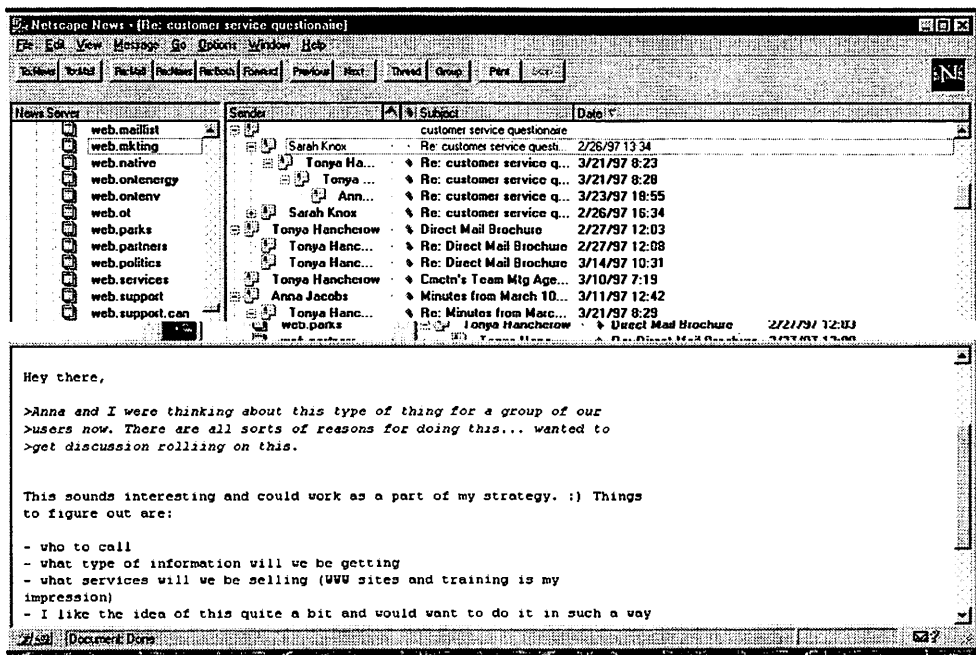 Netscape News - [Re: customer service questionaire]
File Edit View Message Go Options Window Help
To:News To:Mail Re:Mail Re:News Re:Both Forward Previous Next Thread Group Print Stop
N
News Server Sender Subject Date
web.maillist customer service questionaire
web.mkting Sarah Knox Re: customer service questi... 2/26/97 13:34
web.native Tonya Ha... Re: customer service q... 3/21/97 8:23
web.ontenergy Tonya ... Re: customer service q... 3/21/97 8:28
web.ontenv Ann... Re: customer service q... 3/23/97 18:55
web.ot Sarah Knox Re: customer service q... 2/26/97 16:34
web.parks Tonya Hancherow Direct Mail Brochure 2/27/97 12:03
web.partners Tonya Hanc... Re: Direct Mail Brochure 2/27/97 12:08
web.politics Tonya Hanc... Re: Direct Mail Brochure 3/14/97 10:31
web.services Tonya Hancherow Cmctn's Team Mtg Age... 3/10/97 7:19
web.support Anna Jacobs Minutes from March 10... 3/11/97 12:42
web.support.can Tonya Hanc... Re: Minutes from Marc... 3/21/97 8:29
web.parks Tonya Hancherow Direct Mail Brochure 2/27/97 12:03
Hey there,
>Anna and I were thinking about this type of thing for a group of our
>users now. There are all sorts of reasons for doing this... wanted to
>get discussion rolliing on this.
This sounds interesting and could work as a part of my strategy. :) Things
to figure out are:
- who to call
- what type of information will we be getting
- what services will we be selling (WWW sites and training is my
impression)
- I like the idea of this quite a bit and would want to do it in such a way
Document: Done